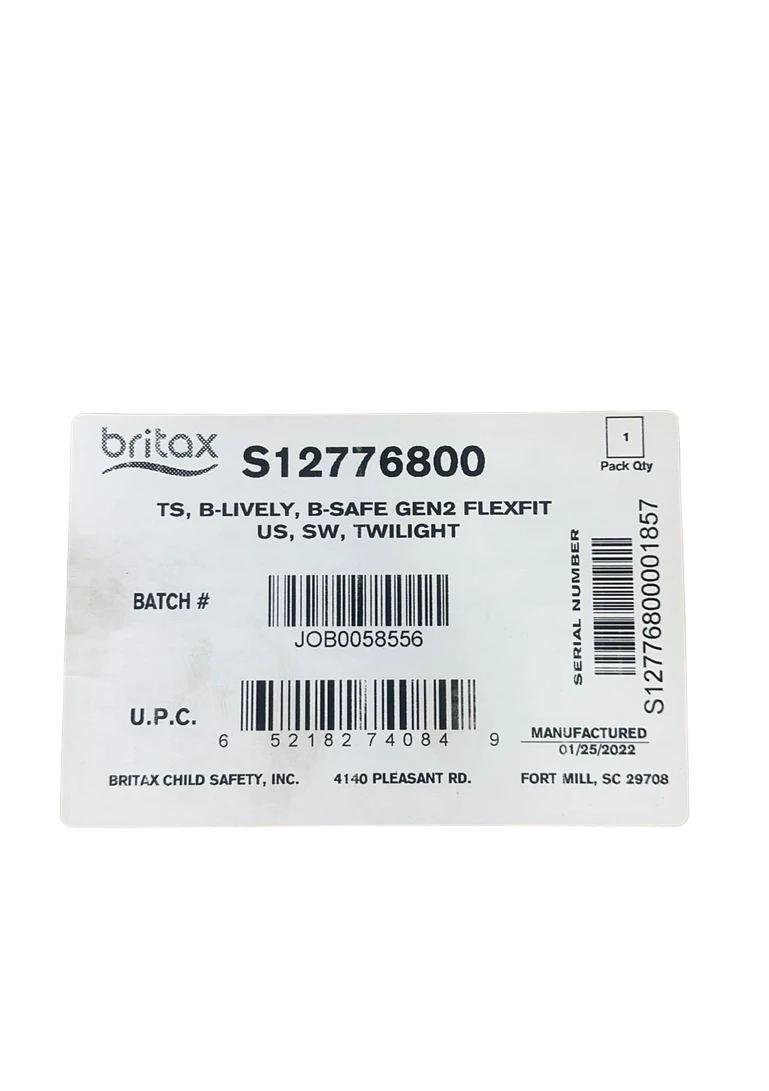 britax
S12776800
1
Pack Qty
TS, B-LIVELY, B-SAFE GEN2 FLEXFIT
US, SW, TWILIGHT
BATCH #
JOB0058556
SERIAL NUMBER
S12776800001857
U.P.C.
6 52182 74084 9
MANUFACTURED
01/25/2022
BRITAX CHILD SAFETY, INC. 4140 PLEASANT RD. FORT MILL, SC 29708